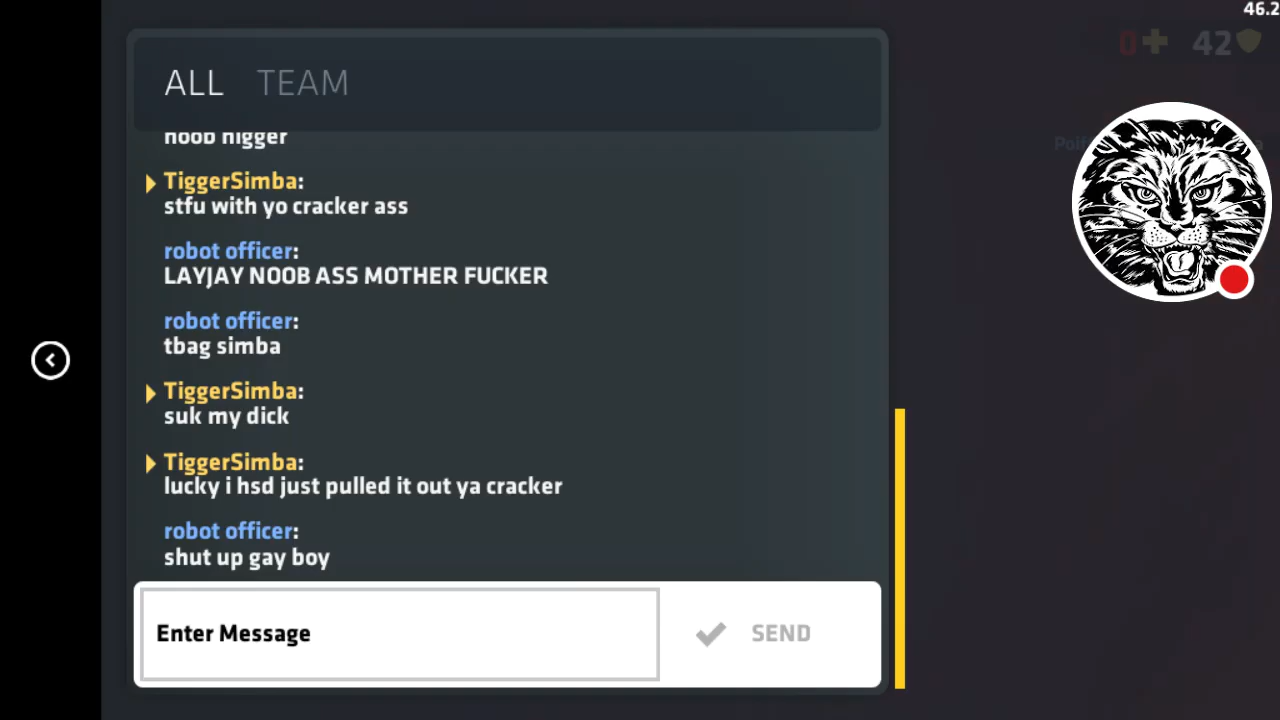 46.2
0 42
ALL TEAM
noob nigger
TiggerSimba:
stfu with yo cracker ass
robot officer:
LAYJAY NOOB ASS MOTHER FUCKER
robot officer:
tbag simba
TiggerSimba:
suk my dick
TiggerSimba:
lucky i hsd just pulled it out ya cracker
robot officer:
shut up gay boy
Enter Message
SEND